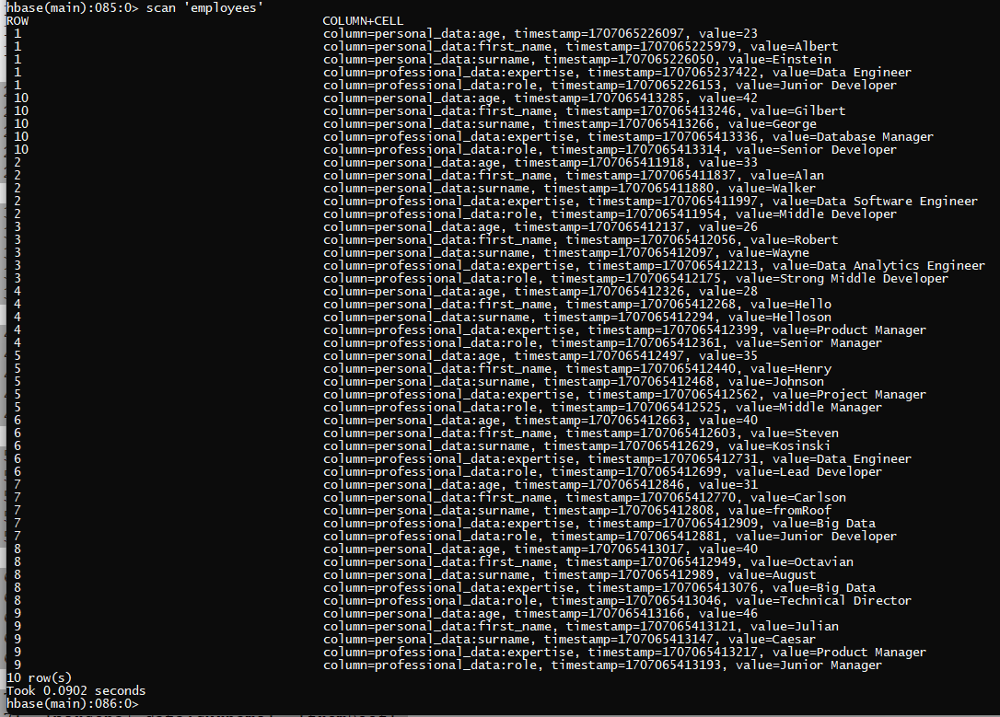 hbase(main):085:0> scan 'employees'
ROW COLUMN+CELL
1 column=personal_data:age, timestamp=1707065226097, value=23
1 column=personal_data:first_name, timestamp=1707065225979, value=Albert
1 column=personal_data:surname, timestamp=1707065226050, value=Einstein
1 column=professional_data:expertise, timestamp=1707065237422, value=Data Engineer
1 column=professional_data:role, timestamp=1707065226153, value=Junior Developer
10 column=personal_data:age, timestamp=1707065413285, value=42
10 column=personal_data:first_name, timestamp=1707065413246, value=Gilbert
10 column=personal_data:surname, timestamp=1707065413266, value=George
10 column=professional_data:expertise, timestamp=1707065413336, value=Database Manager
10 column=professional_data:role, timestamp=1707065413314, value=Senior Developer
2 column=personal_data:age, timestamp=1707065411918, value=33
2 column=personal_data:first_name, timestamp=1707065411837, value=Alan
2 column=personal_data:surname, timestamp=1707065411880, value=Walker
2 column=professional_data:expertise, timestamp=1707065411997, value=Data Software Engineer
2 column=professional_data:role, timestamp=1707065411954, value=Middle Developer
3 column=personal_data:age, timestamp=1707065412137, value=26
3 column=personal_data:first_name, timestamp=1707065412056, value=Robert
3 column=personal_data:surname, timestamp=1707065412097, value=Wayne
3 column=professional_data:expertise, timestamp=1707065412213, value=Data Analytics Engineer
3 column=professional_data:role, timestamp=1707065412175, value=Strong Middle Developer
4 column=personal_data:age, timestamp=1707065412326, value=28
4 column=personal_data:first_name, timestamp=1707065412268, value=Hello
4 column=personal_data:surname, timestamp=1707065412294, value=Helloson
4 column=professional_data:expertise, timestamp=1707065412399, value=Product Manager
4 column=professional_data:role, timestamp=1707065412361, value=Senior Manager
5 column=personal_data:age, timestamp=1707065412497, value=35
5 column=personal_data:first_name, timestamp=1707065412440, value=Henry
5 column=personal_data:surname, timestamp=1707065412468, value=Johnson
5 column=professional_data:expertise, timestamp=1707065412562, value=Project Manager
5 column=professional_data:role, timestamp=1707065412525, value=Middle Manager
6 column=personal_data:age, timestamp=1707065412663, value=40
6 column=personal_data:first_name, timestamp=1707065412603, value=Steven
6 column=personal_data:surname, timestamp=1707065412629, value=Kosinski
6 column=professional_data:expertise, timestamp=1707065412731, value=Data Engineer
6 column=professional_data:role, timestamp=1707065412699, value=Lead Developer
7 column=personal_data:age, timestamp=1707065412846, value=31
7 column=personal_data:first_name, timestamp=1707065412770, value=Carlson
7 column=personal_data:surname, timestamp=1707065412808, value=fromRoof
7 column=professional_data:expertise, timestamp=1707065412909, value=Big Data
7 column=professional_data:role, timestamp=1707065412881, value=Junior Developer
8 column=personal_data:age, timestamp=1707065413017, value=40
8 column=personal_data:first_name, timestamp=1707065412949, value=Octavian
8 column=personal_data:surname, timestamp=1707065412989, value=August
8 column=professional_data:expertise, timestamp=1707065413076, value=Big Data
8 column=professional_data:role, timestamp=1707065413046, value=Technical Director
9 column=personal_data:age, timestamp=1707065413166, value=46
9 column=personal_data:first_name, timestamp=1707065413121, value=Julian
9 column=personal_data:surname, timestamp=1707065413147, value=Caesar
9 column=professional_data:expertise, timestamp=1707065413217, value=Product Manager
9 column=professional_data:role, timestamp=1707065413193, value=Junior Manager
10 row(s)
Took 0.0902 seconds
hbase(main):086:0>